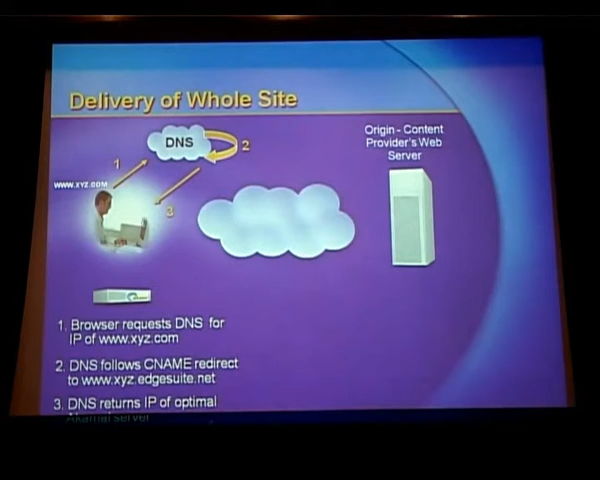 Delivery of Whole Site
DNS
1
2
3
WWW.XYZ.COM
Origin - Content
Provider's Web
Server
1. Browser requests DNS for
IP of www.xyz.com
2. DNS follows CNAME redirect
to www.xyz.edgesuite.net
3. DNS returns IP of optimal
Akamai server